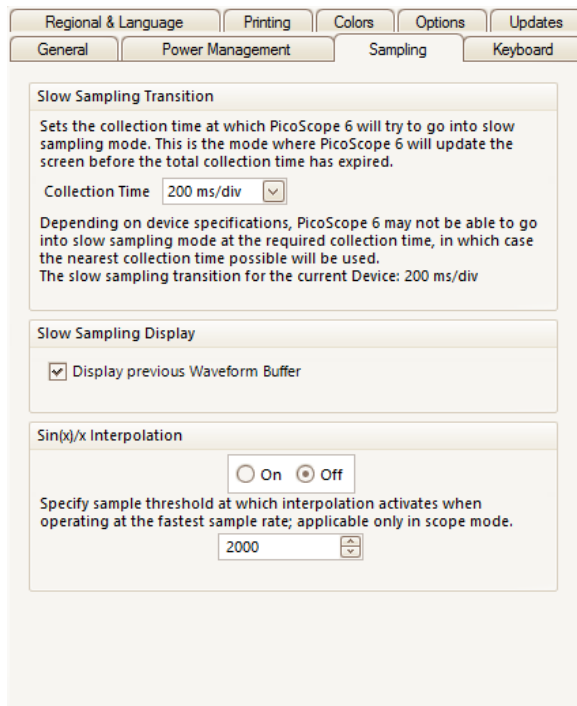 Regional & Language Printing Colors Options Updates
General Power Management Sampling Keyboard
Slow Sampling Transition
Sets the collection time at which PicoScope 6 will try to go into slow
sampling mode. This is the mode where PicoScope 6 will update the
screen before the total collection time has expired.
Collection Time 200 ms/div
Depending on device specifications, PicoScope 6 may not be able to go
into slow sampling mode at the required collection time, in which case
the nearest collection time possible will be used.
The slow sampling transition for the current Device: 200 ms/div
Slow Sampling Display
Display previous Waveform Buffer
Sin(x)/x Interpolation
On Off
Specify sample threshold at which interpolation activates when
operating at the fastest sample rate; applicable only in scope mode.
2000